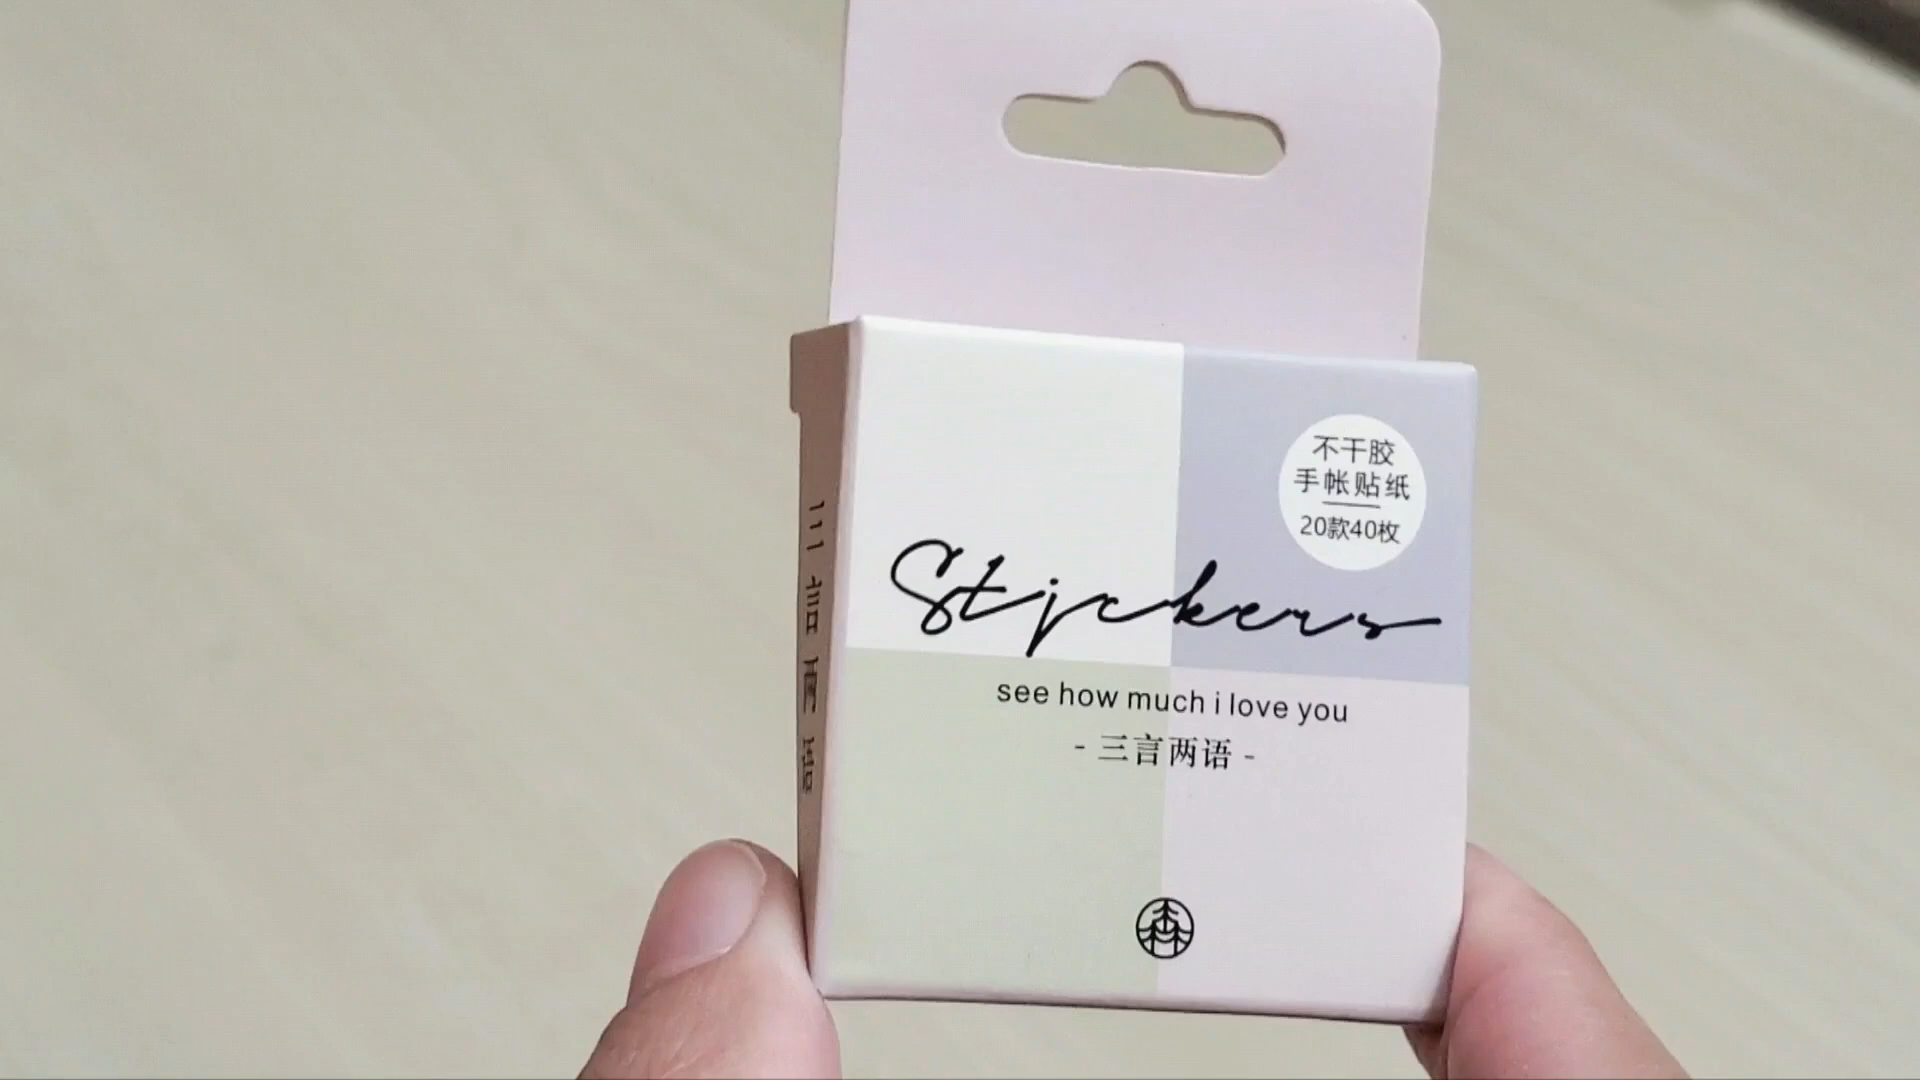 不干胶
手帐贴纸
20款40枚
Stickers
see how much i love you
- 三言两语 -
三言两语